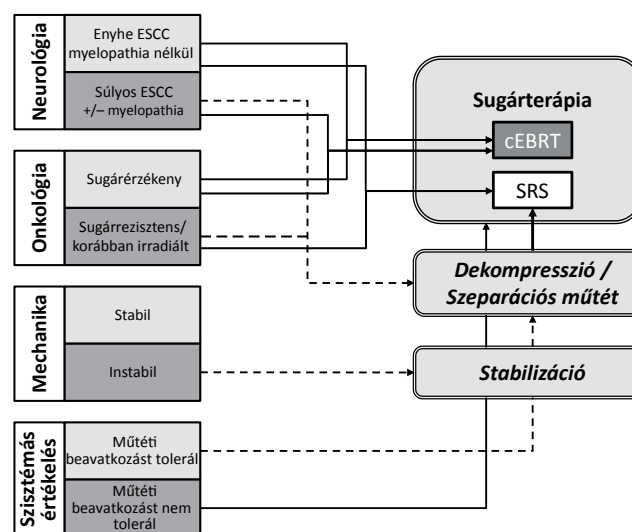 Neurológia
Enyhe ESCC
myelopathia nélkül
Súlyos ESCC
+/– myelopathia
Onkológia
Sugárérzékeny
Sugárrezisztens/
korábban irradiált
Mechanika
Stabil
Instabil
Szisztémás
értékelés
Műtéti
beavatkozást tolerál
Műtéti
beavatkozást nem
tolerál
Sugárterápia
cEBRT
SRS
Dekompresszió /
Szeparációs műtét
Stabilizáció